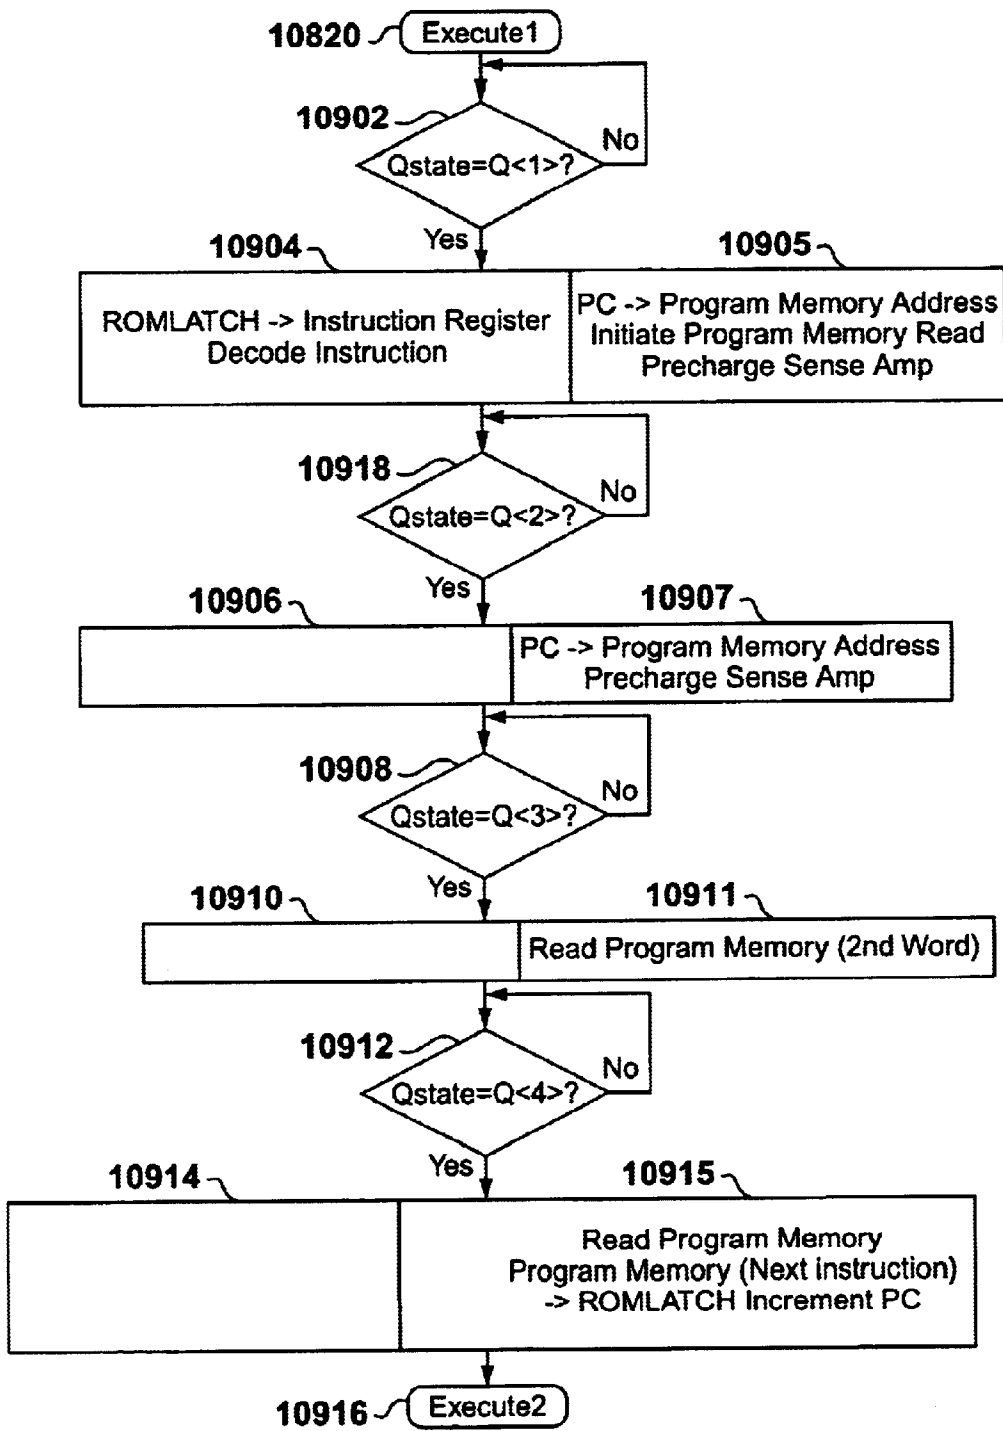 10820 Execute1
10902
Qstate=Q<1>?
No
Yes
10904 10905
ROMLATCH -> Instruction Register
Decode Instruction
PC -> Program Memory Address
Initiate Program Memory Read
Precharge Sense Amp
10918
Qstate=Q<2>?
No
Yes
10906 10907
PC -> Program Memory Address
Precharge Sense Amp
10908
Qstate=Q<3>?
No
Yes
10910 10911
Read Program Memory (2nd Word)
10912
Qstate=Q<4>?
No
Yes
10914 10915
Read Program Memory
Program Memory (Next instruction)
-> ROMLATCH Increment PC
10916 Execute2